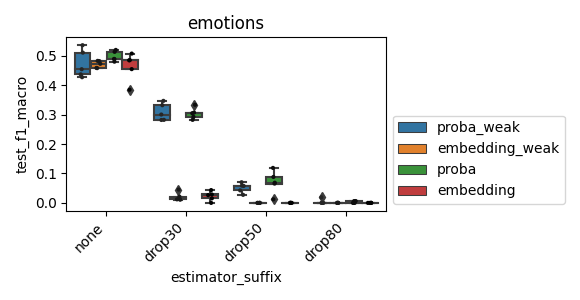 emotions
test_f1_macro
0.5
0.4
0.3
0.2
0.1
0.0
none
drop30
drop50
drop80
estimator_suffix
proba_weak
embedding_weak
proba
embedding